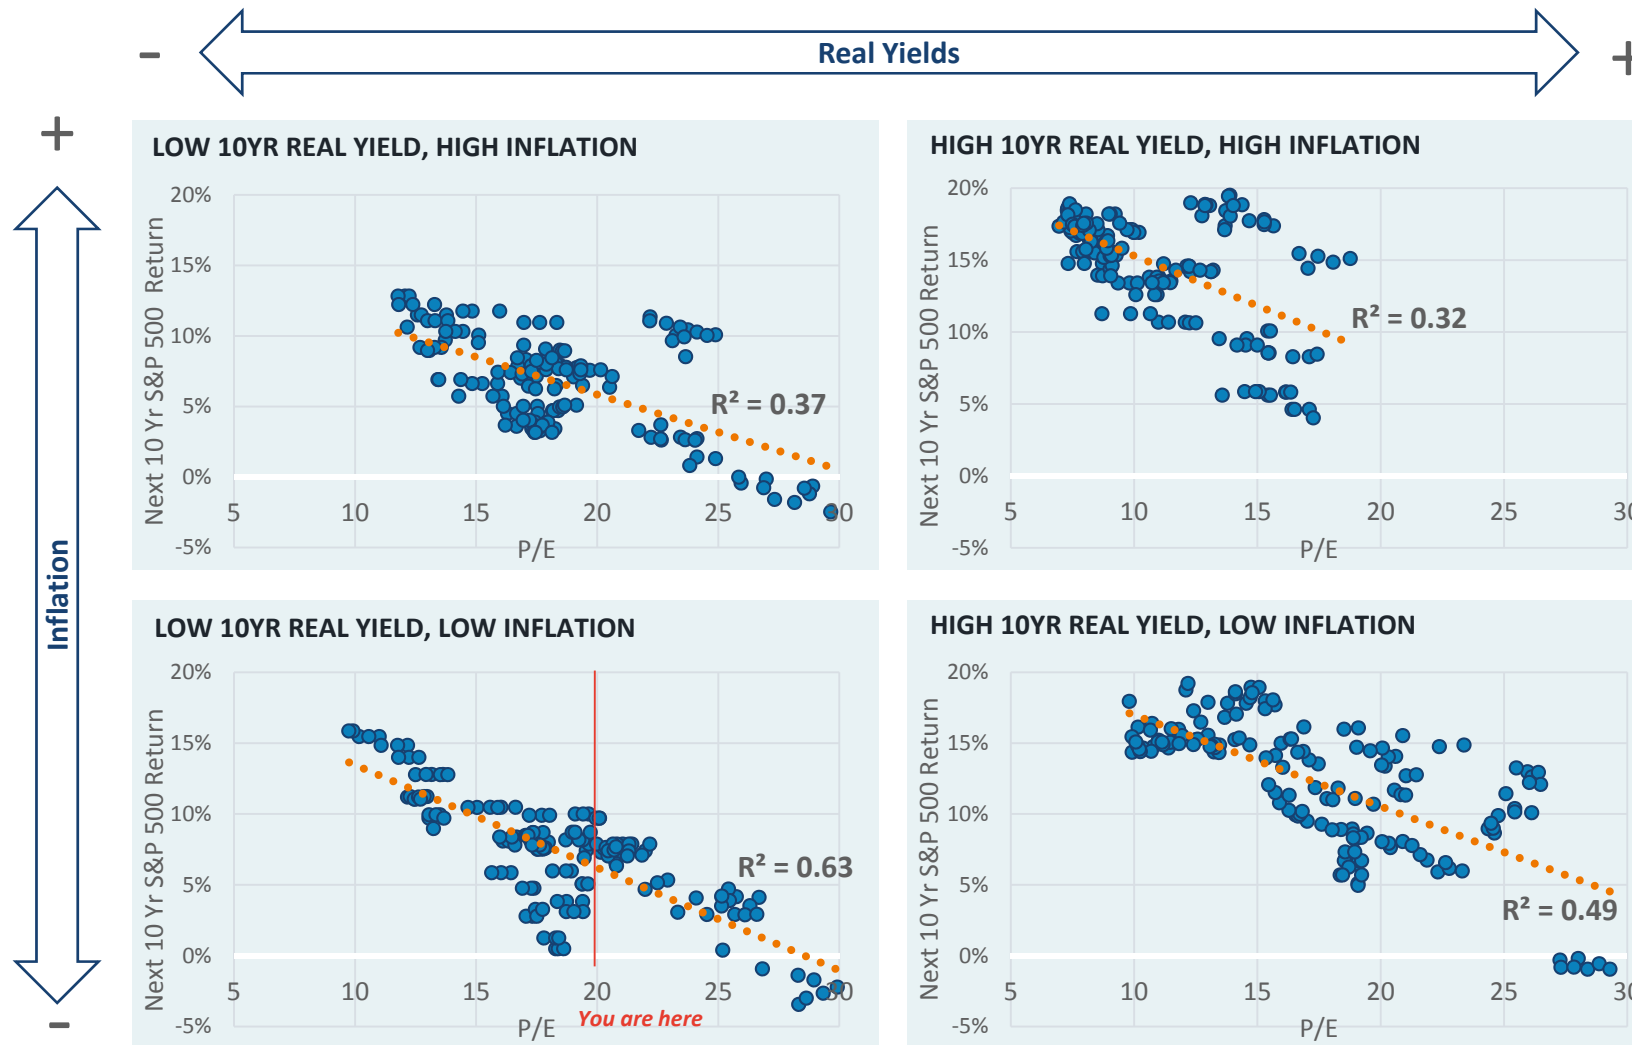 Real Yields
-
+
+
Inflation
-
LOW 10YR REAL YIELD, HIGH INFLATION
Next 10 Yr S&P 500 Return
20%
15%
10%
5%
0%
-5%
5 10 15 20 25 30
P/E
R² = 0.37
HIGH 10YR REAL YIELD, HIGH INFLATION
Next 10 Yr S&P 500 Return
20%
15%
10%
5%
0%
-5%
5 10 15 20 25 30
P/E
R² = 0.32
LOW 10YR REAL YIELD, LOW INFLATION
Next 10 Yr S&P 500 Return
20%
15%
10%
5%
0%
-5%
5 10 15 20 25 30
P/E
You are here
R² = 0.63
HIGH 10YR REAL YIELD, LOW INFLATION
Next 10 Yr S&P 500 Return
20%
15%
10%
5%
0%
-5%
5 10 15 20 25 30
P/E
R² = 0.49